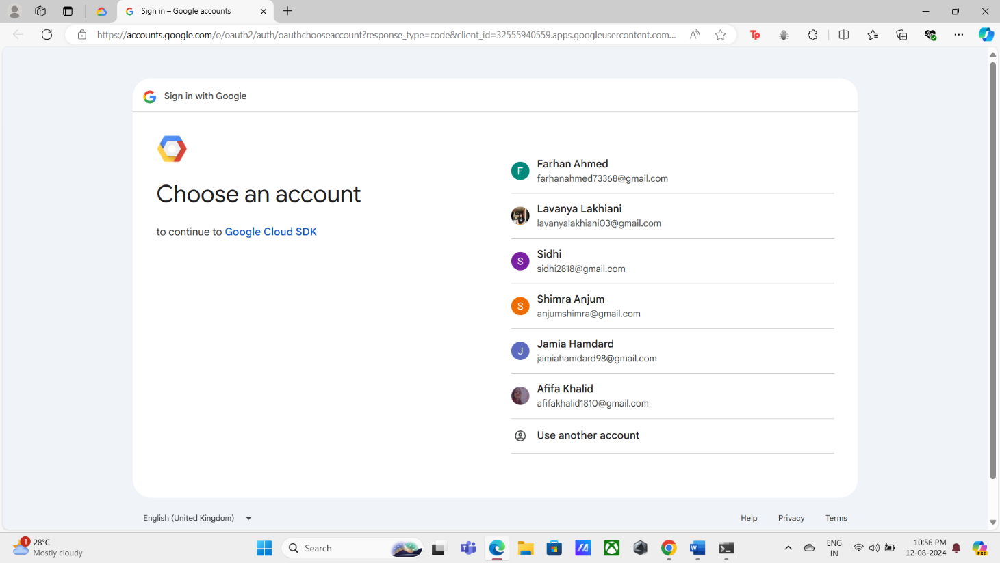 Sign in – Google accounts
https://accounts.google.com/o/oauth2/auth/oauthchooseaccount?response_type=code&client_id=32555940559.apps.googleusercontent.com...
Sign in with Google
Choose an account
to continue to Google Cloud SDK
Farhan Ahmed
farhanahmed73368@gmail.com
Lavanya Lakhiani
lavanyalakhiani03@gmail.com
S
Sidhi
sidhi2818@gmail.com
S
Shimra Anjum
anjumshimra@gmail.com
J
Jamia Hamdard
jamiahamdard98@gmail.com
Afifa Khalid
afifakhalid1810@gmail.com
Use another account
English (United Kingdom)
Help
Privacy
Terms
1
28°C
Mostly cloudy
Search
ENG
IN
10:56 PM
12-08-2024
PRE